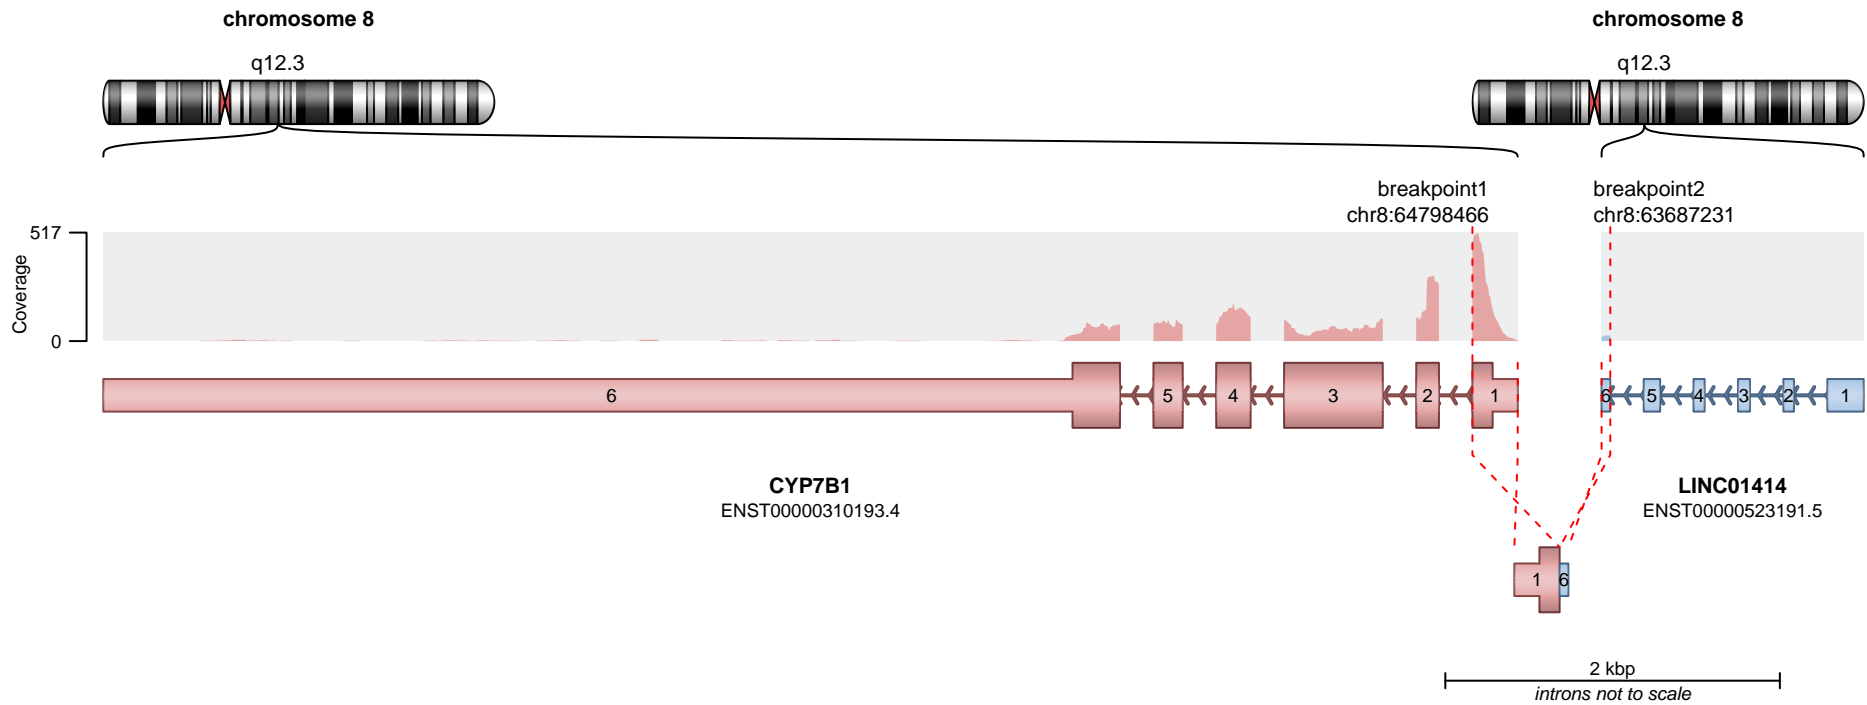 chromosome 8
chromosome 8
q12.3
q12.3
breakpoint1
chr8:64798466
breakpoint2
chr8:63687231
517
Coverage
0
6
5
4
3
2
1
6
5
4
3
2
1
CYP7B1
ENST00000310193.4
LINC01414
ENST00000523191.5
1
6
2 kbp
introns not to scale